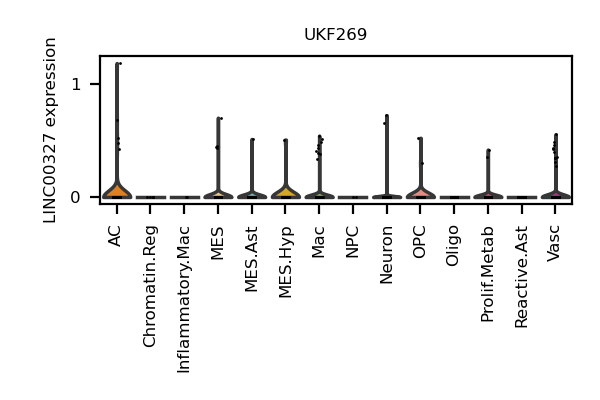 UKF269
LINC00327 expression
1
0
AC
Chromatin.Reg
Inflammatory.Mac
MES
MES.Ast
MES.Hyp
Mac
NPC
Neuron
OPC
Oligo
Prolif.Metab
Reactive.Ast
Vasc